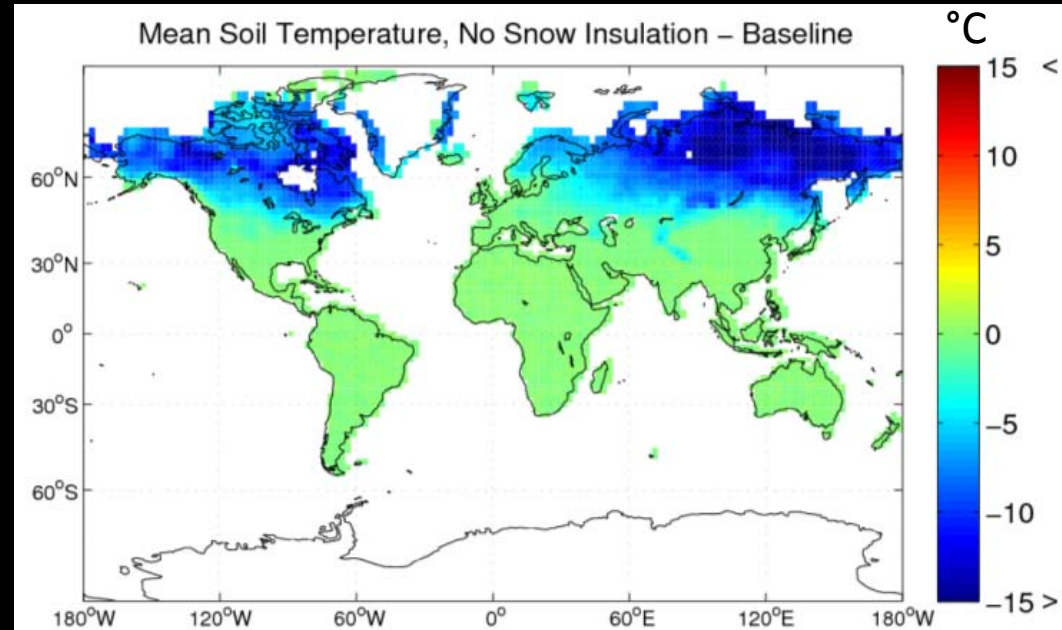 Mean Soil Temperature, No Snow Insulation – Baseline
°C
15 <
10
5
0
−5
−10
−15 >
60°N
30°N
0°
30°S
60°S
180°W 120°W 60°W 0° 60°E 120°E 180°W